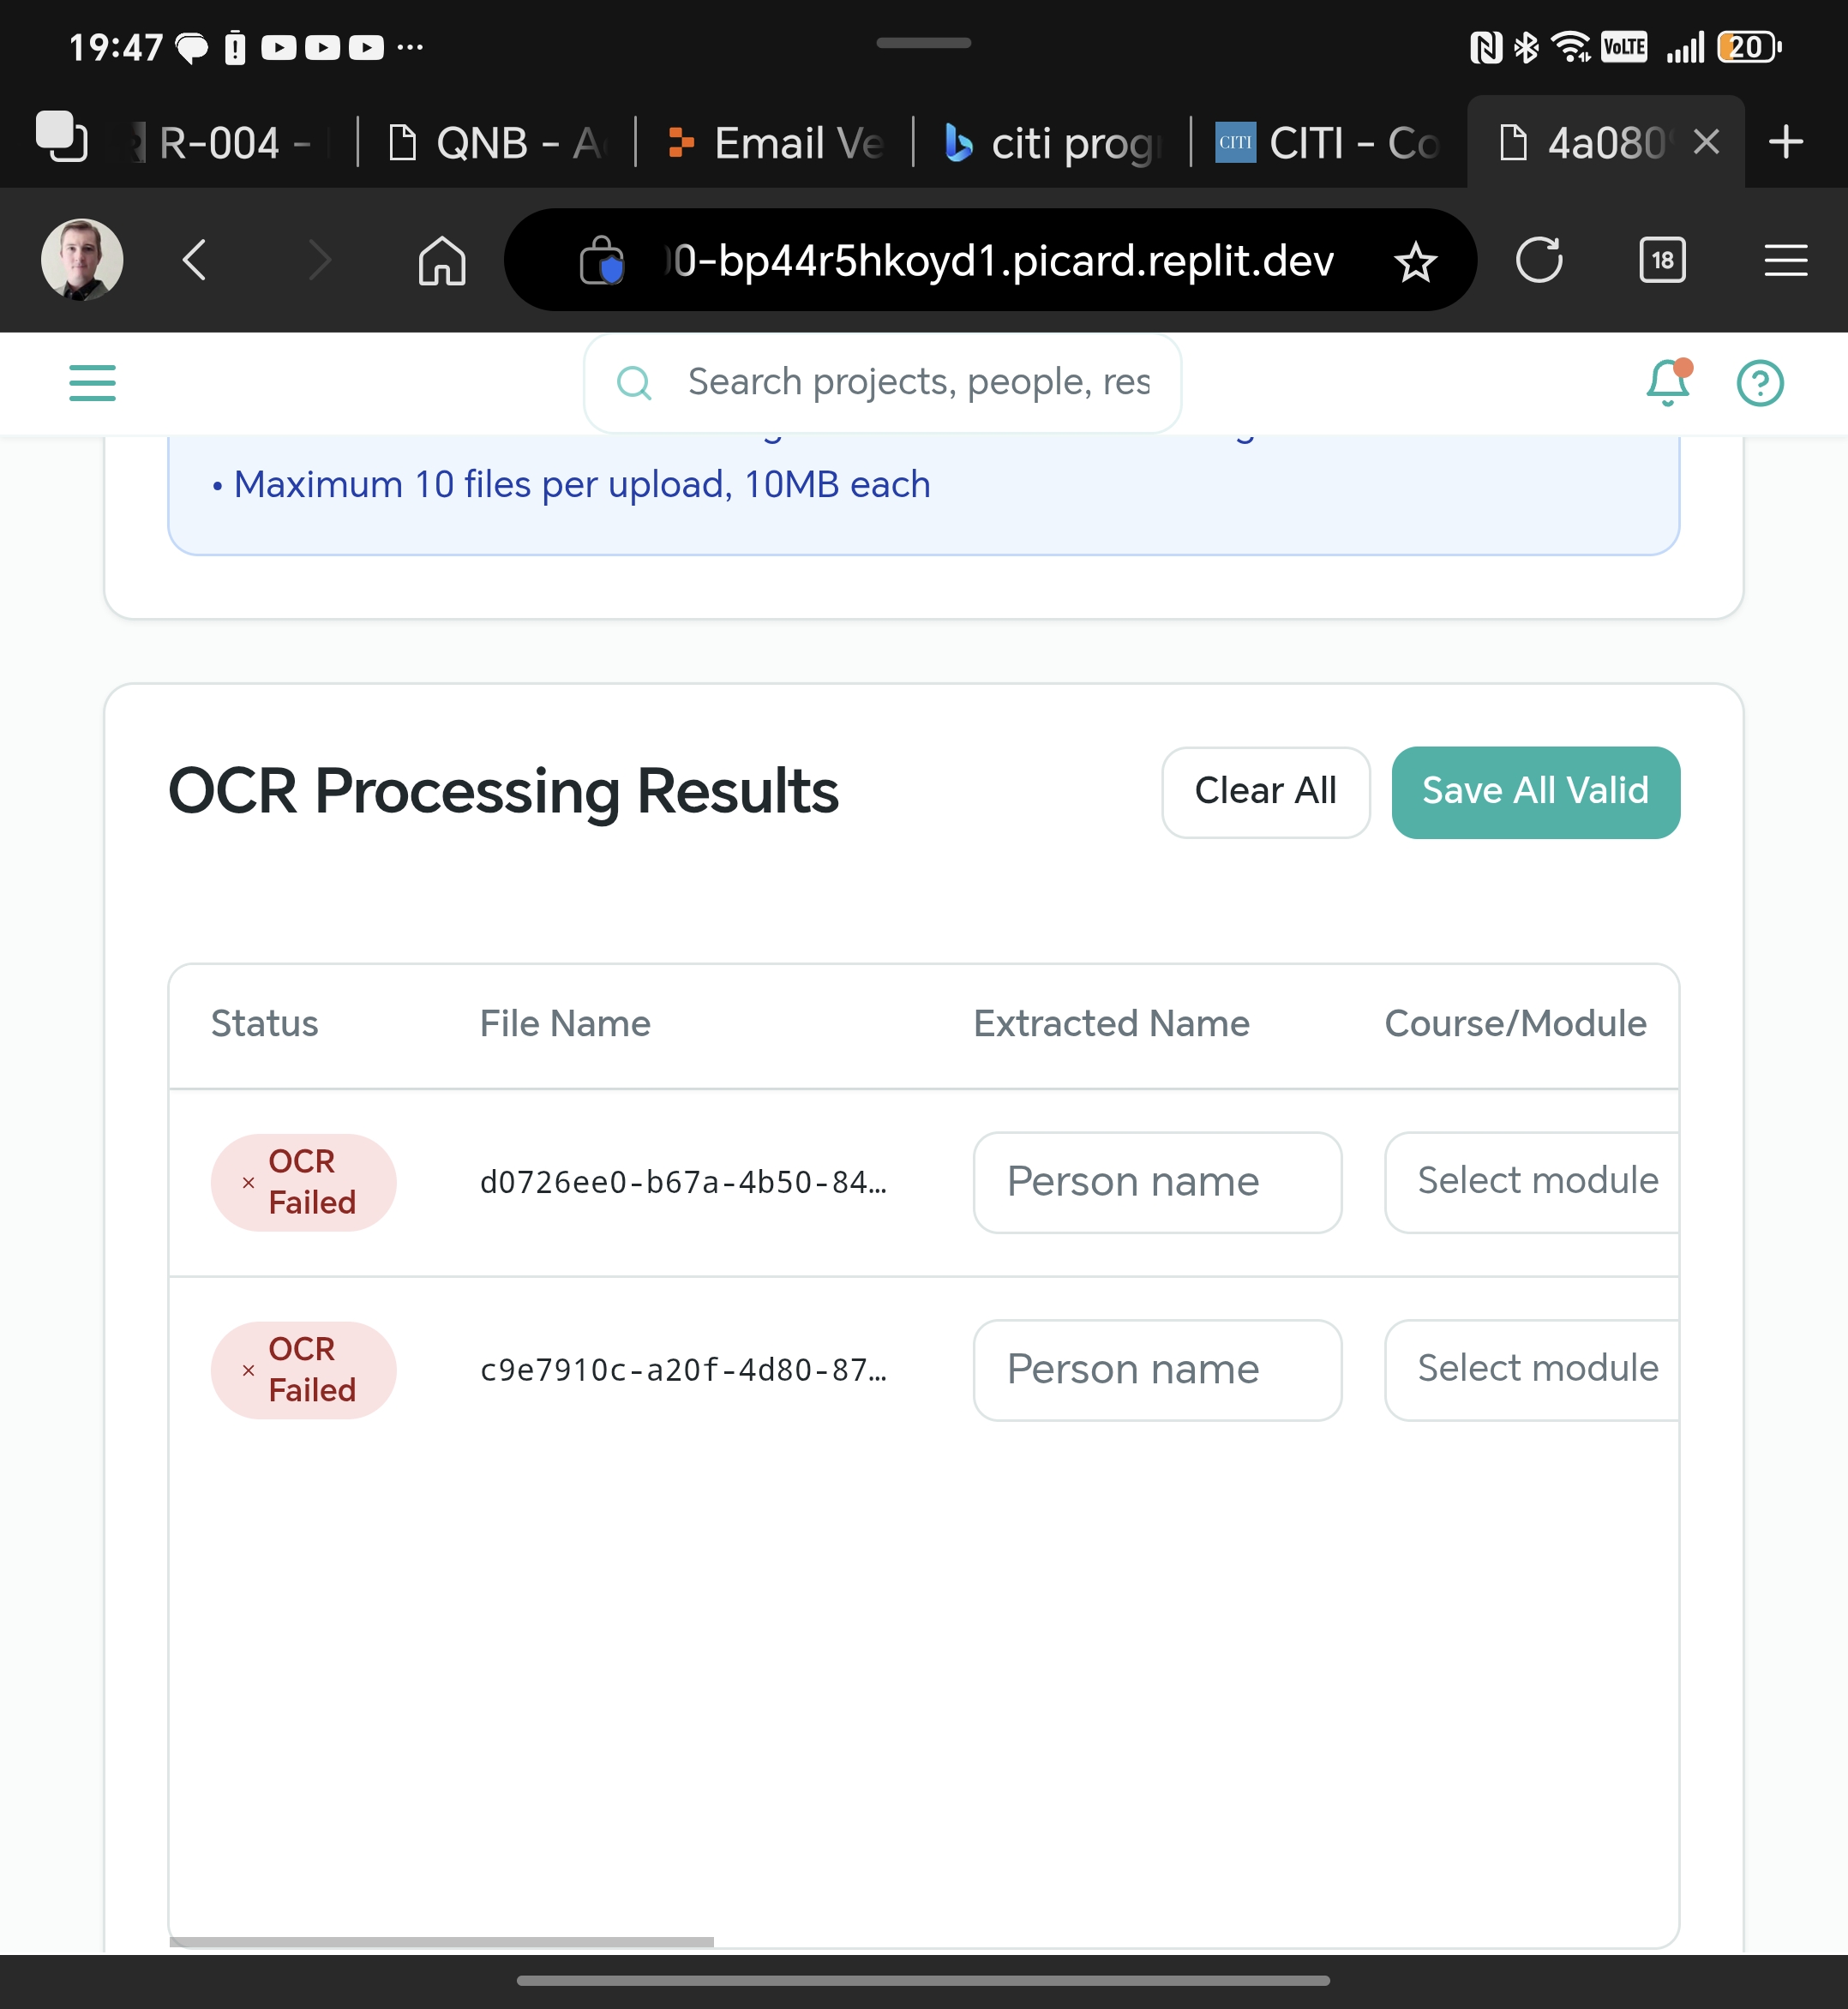 19:47
VoLTE
20
R-004 -
QNB - A
Email Ve
citi prog
CITI
CITI - Co
4a080
0-bp44r5hkoyd1.picard.replit.dev
18
Search projects, people, res
• Maximum 10 files per upload, 10MB each
OCR Processing Results
Clear All
Save All Valid
Status
File Name
Extracted Name
Course/Module
× OCR
Failed
d0726ee0-b67a-4b50-84...
Person name
Select module
× OCR
Failed
c9e7910c-a20f-4d80-87...
Person name
Select module